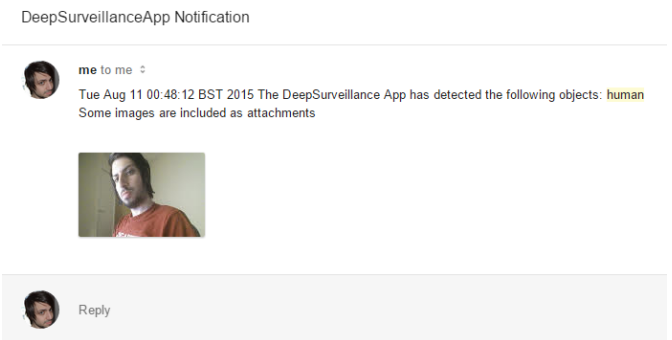 DeepSurveillanceApp Notification
me to me
Tue Aug 11 00:48:12 BST 2015 The DeepSurveillance App has detected the following objects: human
Some images are included as attachments
Reply